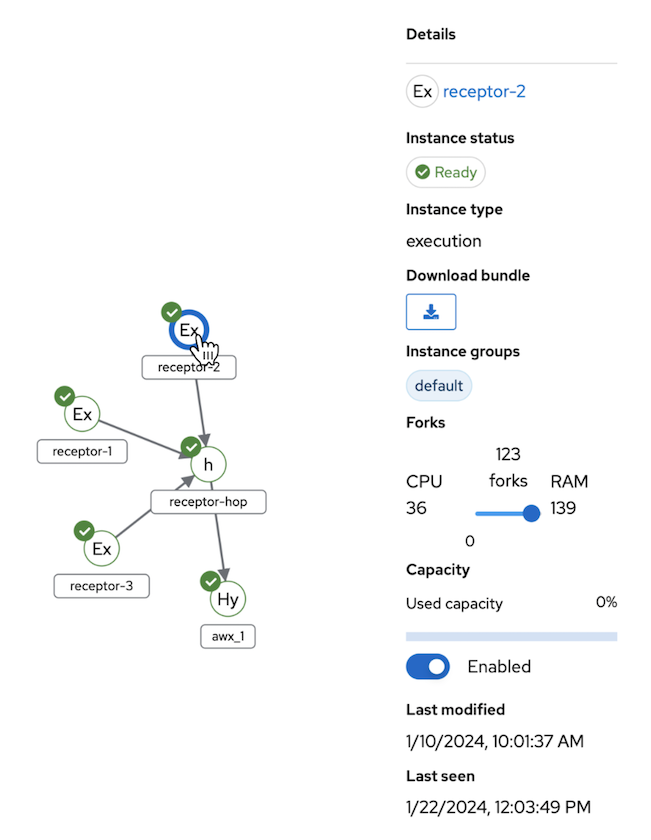 Ex
receptor-2
Ex
receptor-1
h
receptor-hop
Ex
receptor-3
Hy
awx_1
Details
Ex receptor-2
Instance status
Ready
Instance type
execution
Download bundle
Instance groups
default
Forks
123
CPU forks RAM
36 139
0
Capacity
Used capacity 0%
Enabled
Last modified
1/10/2024, 10:01:37 AM
Last seen
1/22/2024, 12:03:49 PM